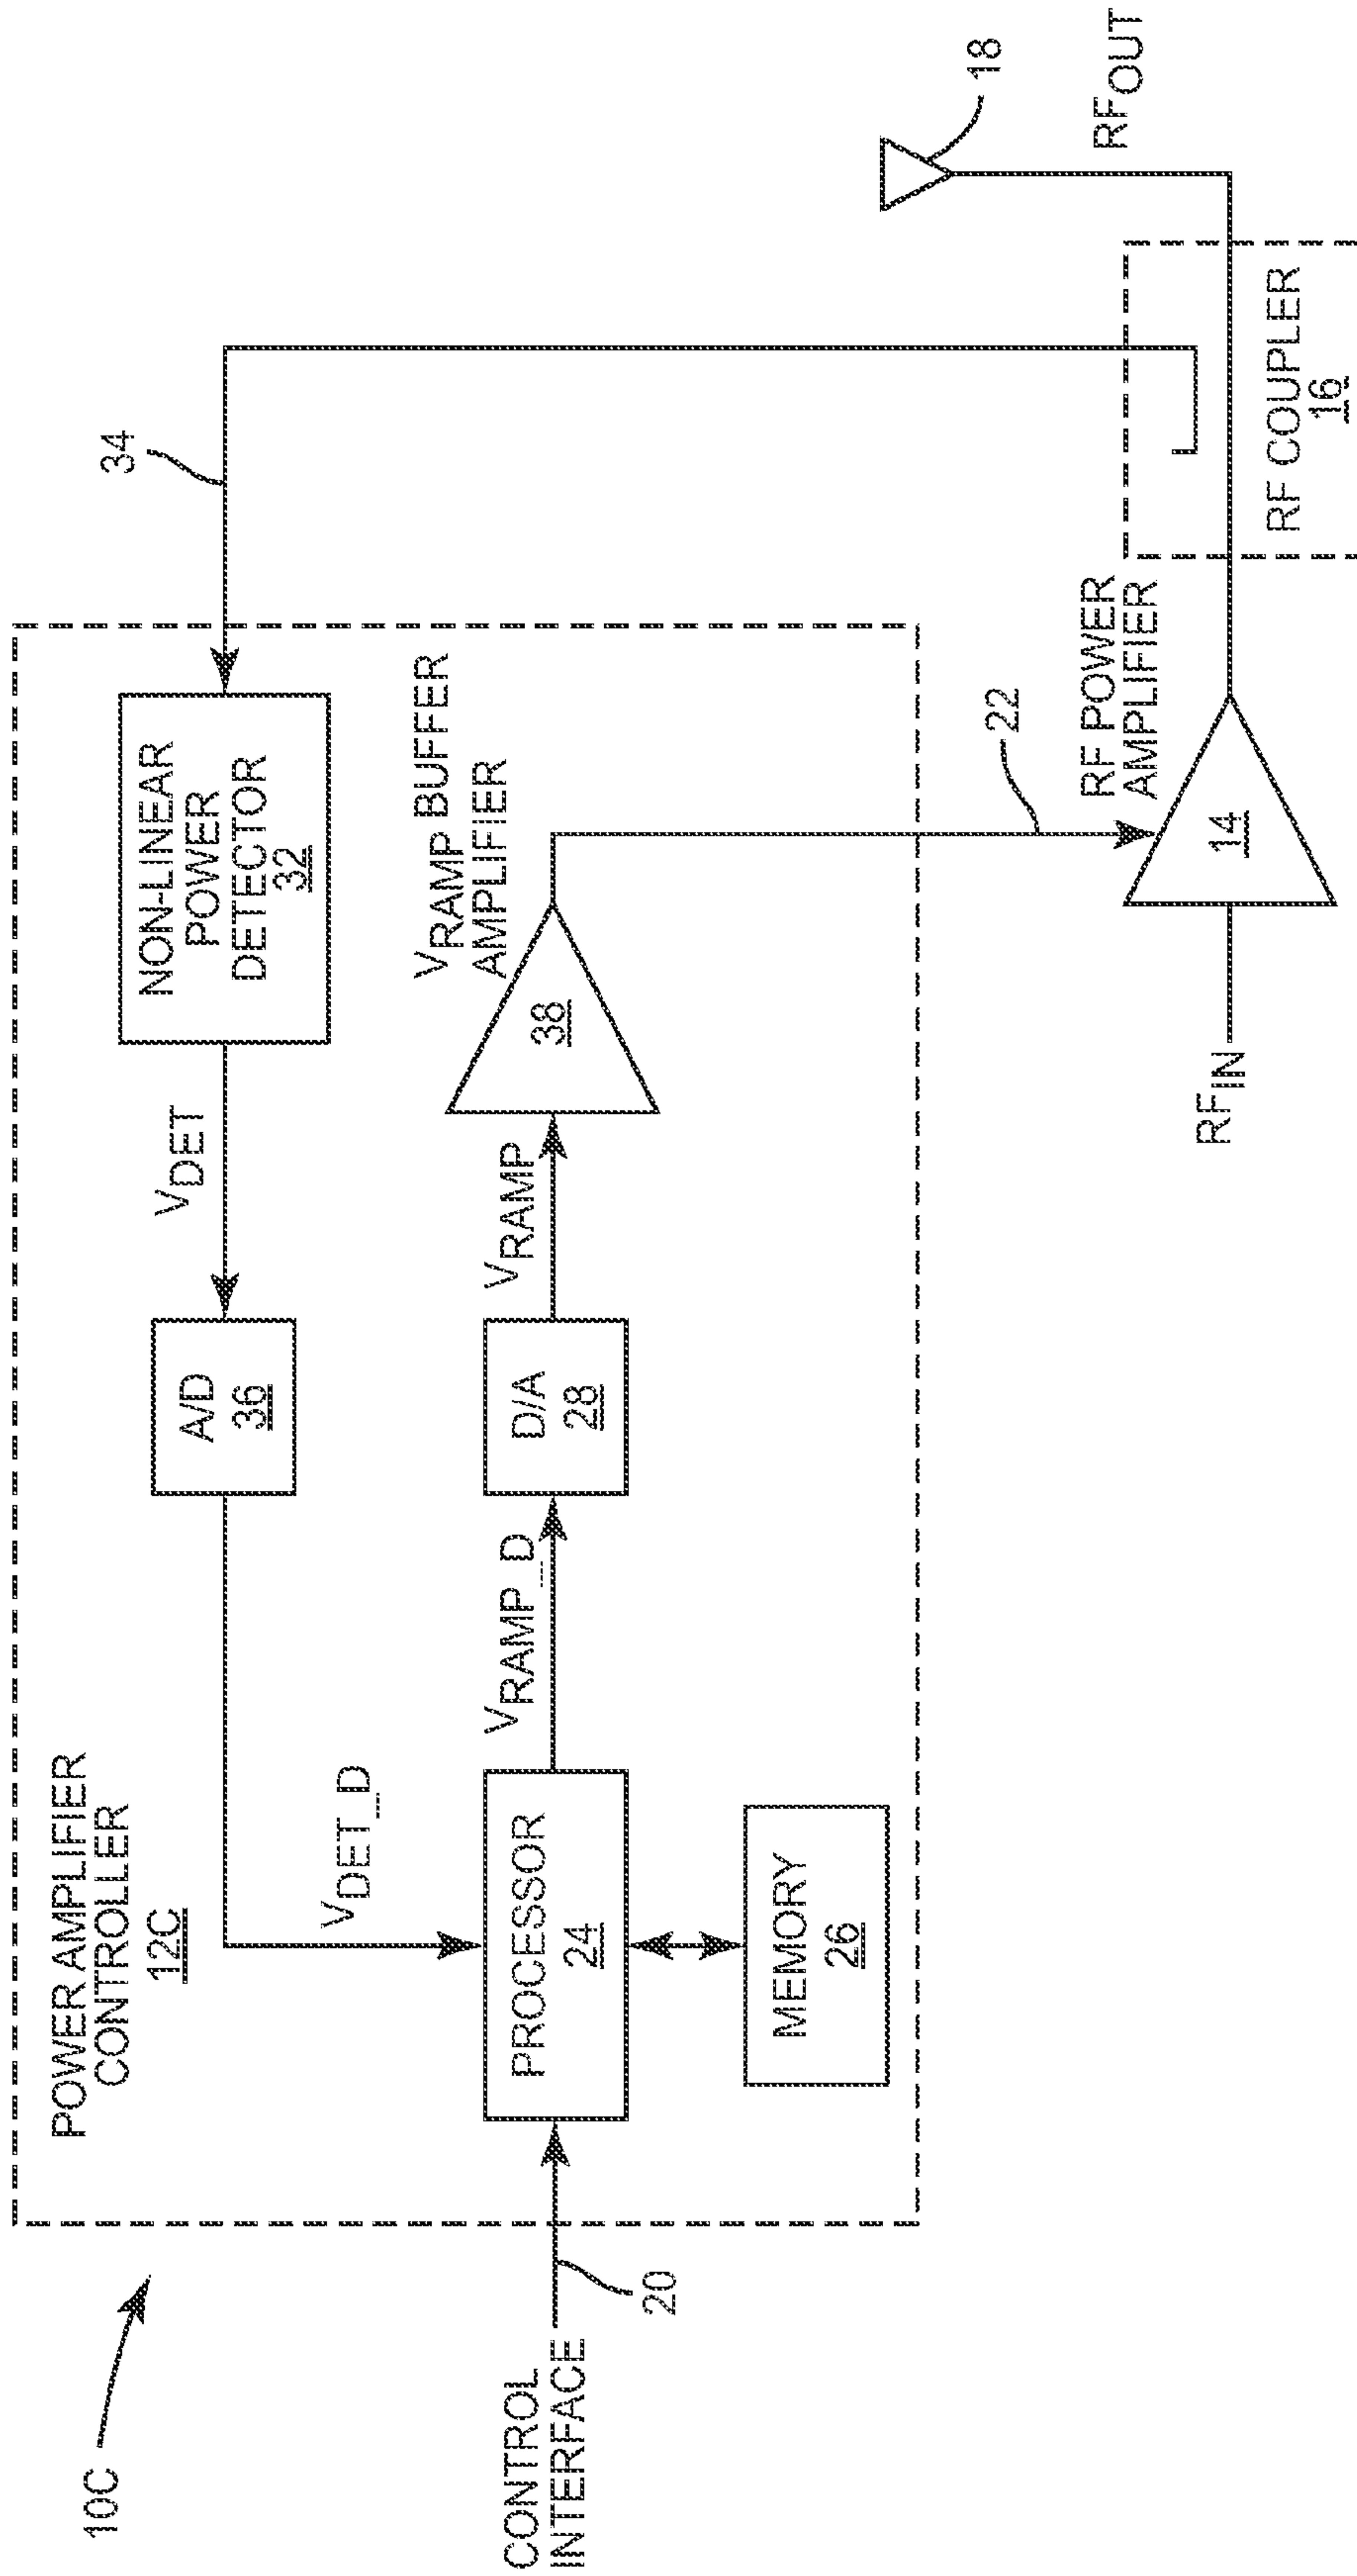 10C
POWER AMPLIFIER
CONTROLLER
12C
NON-LINEAR
POWER
DETECTOR
32
34
A/D
36
VDET
VDET_D
VRAMP BUFFER
AMPLIFIER
38
CONTROL
INTERFACE
20
PROCESSOR
24
VRAMP_D
D/A
28
VRAMP
MEMORY
26
22
18
RFOUT
RF POWER
AMPLIFIER
14
RFIN
RF COUPLER
16